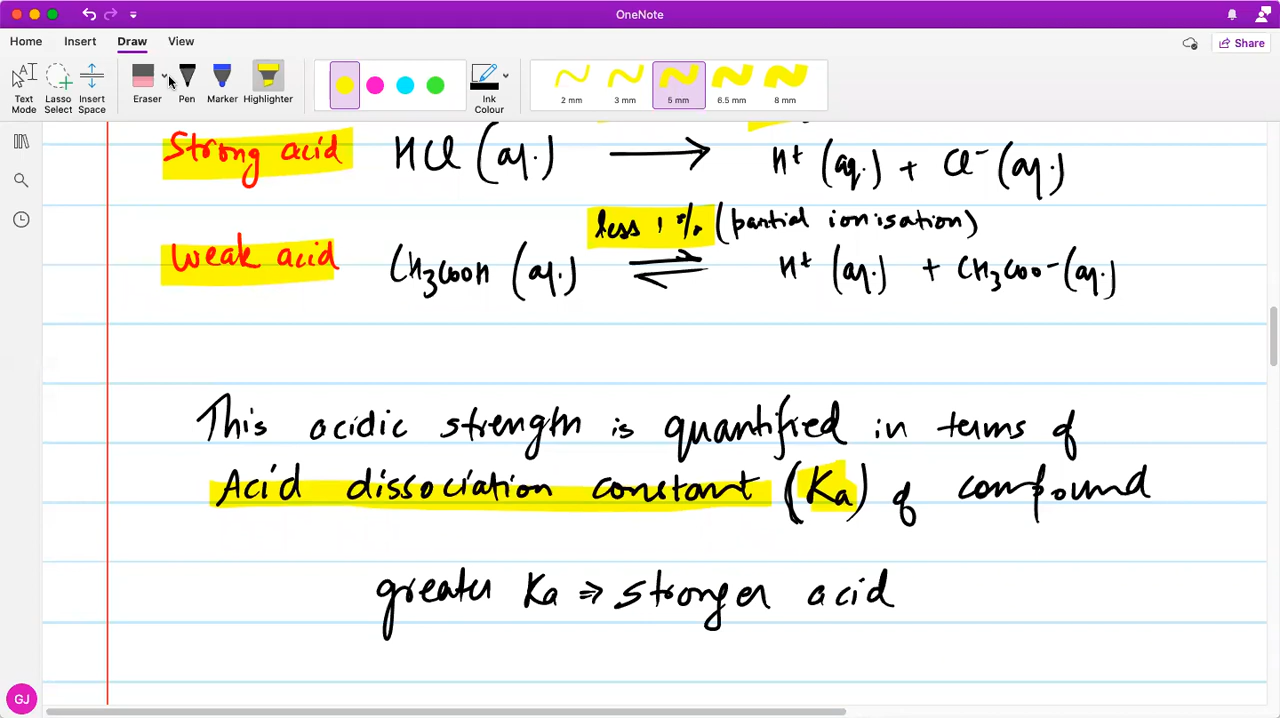 OneNote
Home Insert Draw View
Share
Text Mode
Lasso Select
Insert Space
Eraser
Pen
Marker
Highlighter
Ink Colour
2 mm
3 mm
5 mm
6.5 mm
8 mm
Strong acid HCl (aq.) ⟶ H+ (aq.) + Cl- (aq.)
less 1 % (partial ionisation)
Weak acid CH3COOH (aq.) ⇌ H+ (aq.) + CH3COO- (aq.)
This acidic strength is quantified in terms of
Acid dissociation constant (Ka) of compound
greater Ka ⇒ stronger acid
GJ